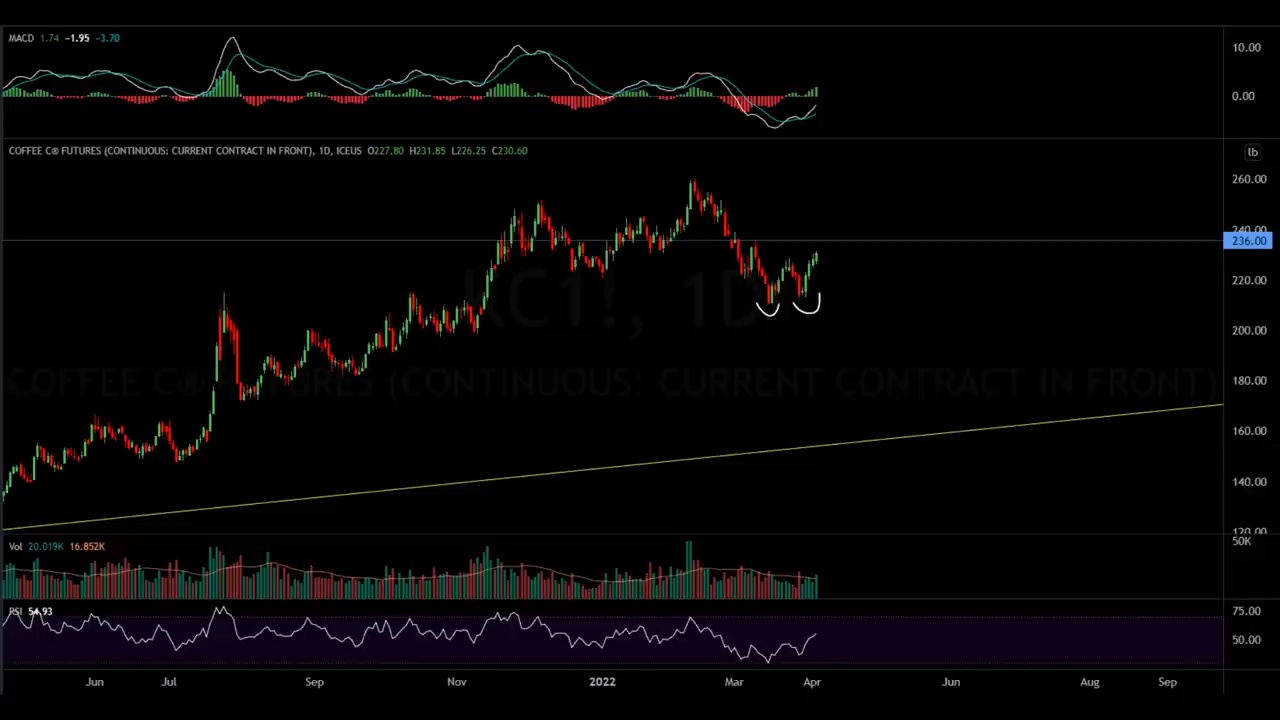 MACD 1.74 −1.95 −3.70
10.00
0.00
COFFEE C® FUTURES (CONTINUOUS: CURRENT CONTRACT IN FRONT), 1D, ICEUS O227.80 H231.85 L226.25 C230.60
lb
260.00
240.00
236.00
220.00
KC1!, 1D
200.00
COFFEE C® FUTURES (CONTINUOUS: CURRENT CONTRACT IN FRONT)
180.00
160.00
140.00
120.00
Vol 20.019K 16.852K
50K
RSI 54.93
75.00
50.00
Jun Jul Sep Nov 2022 Mar Apr Jun Aug Sep